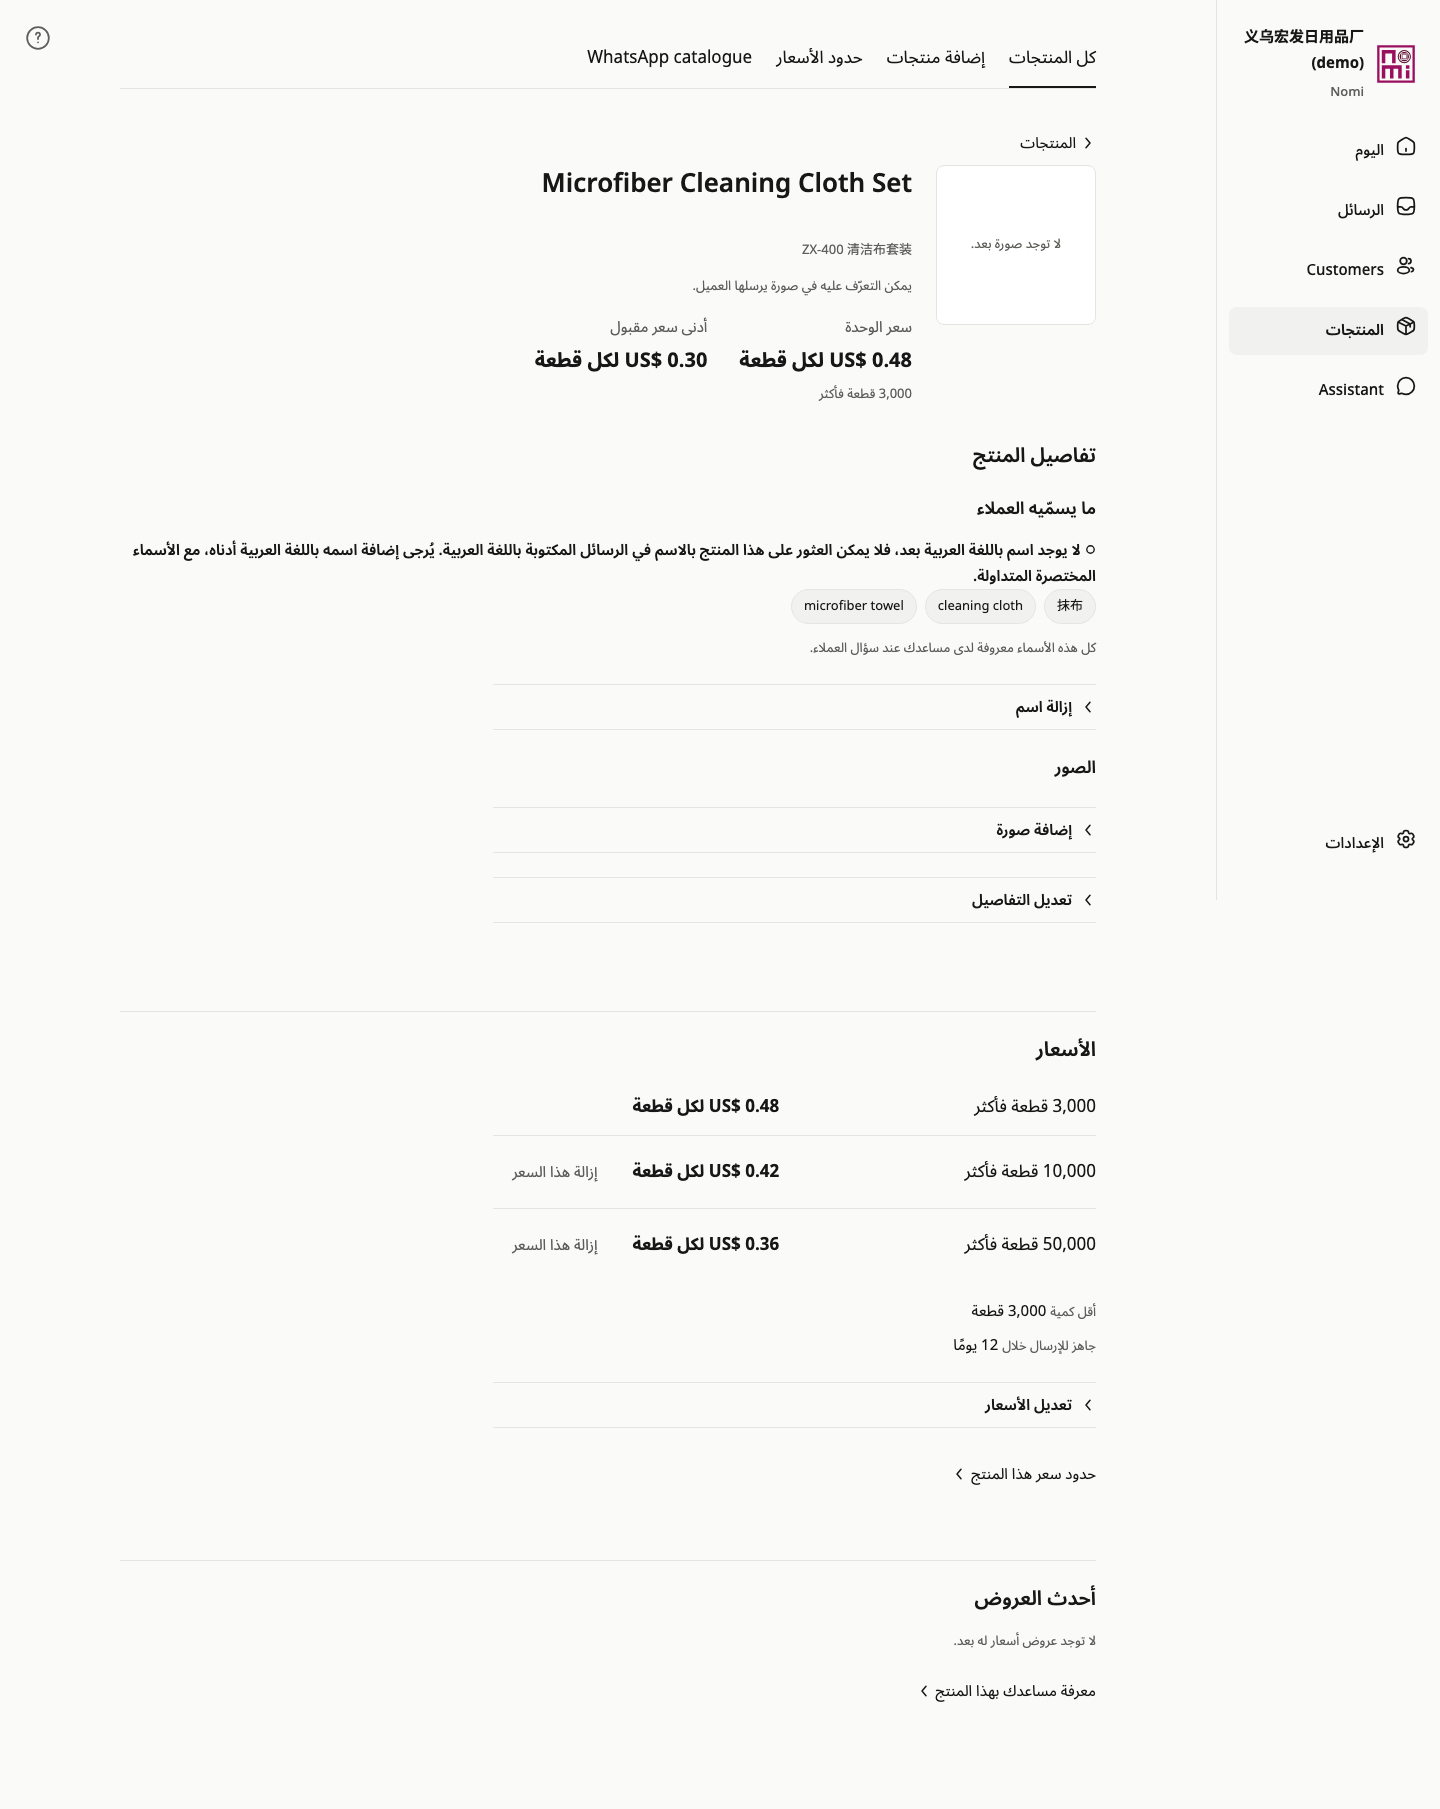 义乌宏发日用品厂
(demo)
Nomi
اليوم
الرسائل
Customers
المنتجات
Assistant
الإعدادات
كل المنتجات
إضافة منتجات
حدود الأسعار
WhatsApp catalogue
المنتجات
لا توجد صورة بعد.
Microfiber Cleaning Cloth Set
ZX-400 清洁布套装
يمكن التعرّف عليه في صورة يرسلها العميل.
سعر الوحدة
US$ 0.48 لكل قطعة
3,000 قطعة فأكثر
أدنى سعر مقبول
US$ 0.30 لكل قطعة
تفاصيل المنتج
ما يسمّيه العملاء
لا يوجد اسم باللغة العربية بعد، فلا يمكن العثور على هذا المنتج بالاسم في الرسائل المكتوبة باللغة العربية. يُرجى إضافة اسمه باللغة العربية أدناه، مع الأسماء
المختصرة المتداولة.
抹布
cleaning cloth
microfiber towel
كل هذه الأسماء معروفة لدى مساعدك عند سؤال العملاء.
إزالة اسم
الصور
إضافة صورة
تعديل التفاصيل
الأسعار
3,000 قطعة فأكثر US$ 0.48 لكل قطعة
10,000 قطعة فأكثر US$ 0.42 لكل قطعة إزالة هذا السعر
50,000 قطعة فأكثر US$ 0.36 لكل قطعة إزالة هذا السعر
أقل كمية 3,000 قطعة
جاهز للإرسال خلال 12 يومًا
تعديل الأسعار
حدود سعر هذا المنتج
أحدث العروض
لا توجد عروض أسعار له بعد.
معرفة مساعدك بهذا المنتج